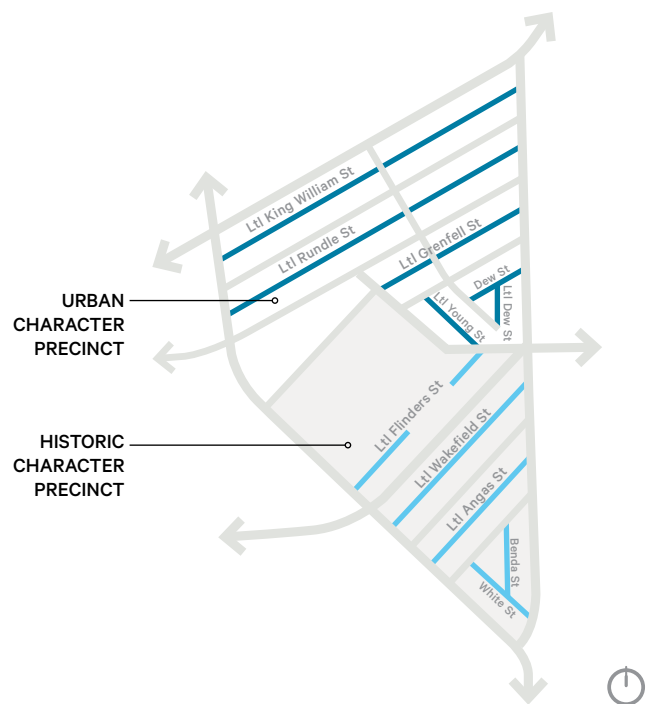 Ltl King William St
Ltl Rundle St
Ltl Grenfell St
Dew St
Ltl Dew St
Ltl Young St
URBAN
CHARACTER
PRECINCT
Ltl Flinders St
Ltl Wakefield St
HISTORIC
CHARACTER
PRECINCT
Ltl Angas St
Benda St
White St